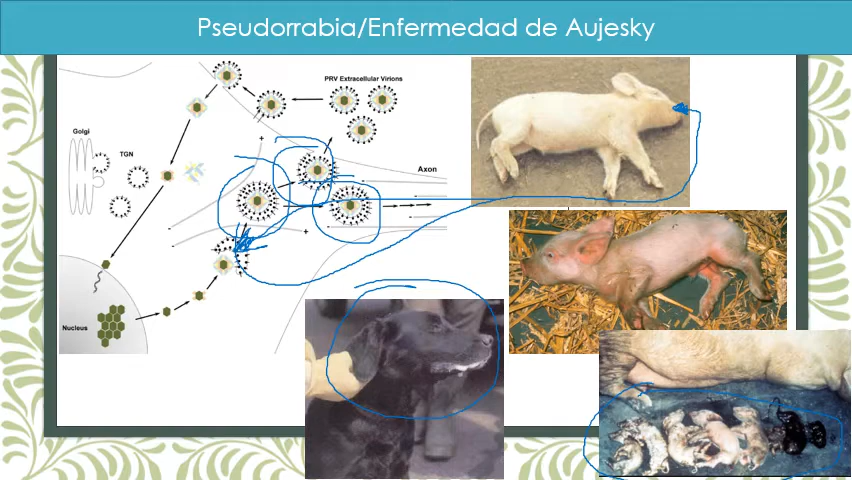 Pseudorrabia/Enfermedad de Aujesky
PRV Extracellular Virions
Golgi
TGN
+
Axon
-
-
+
-
-
Nucleus